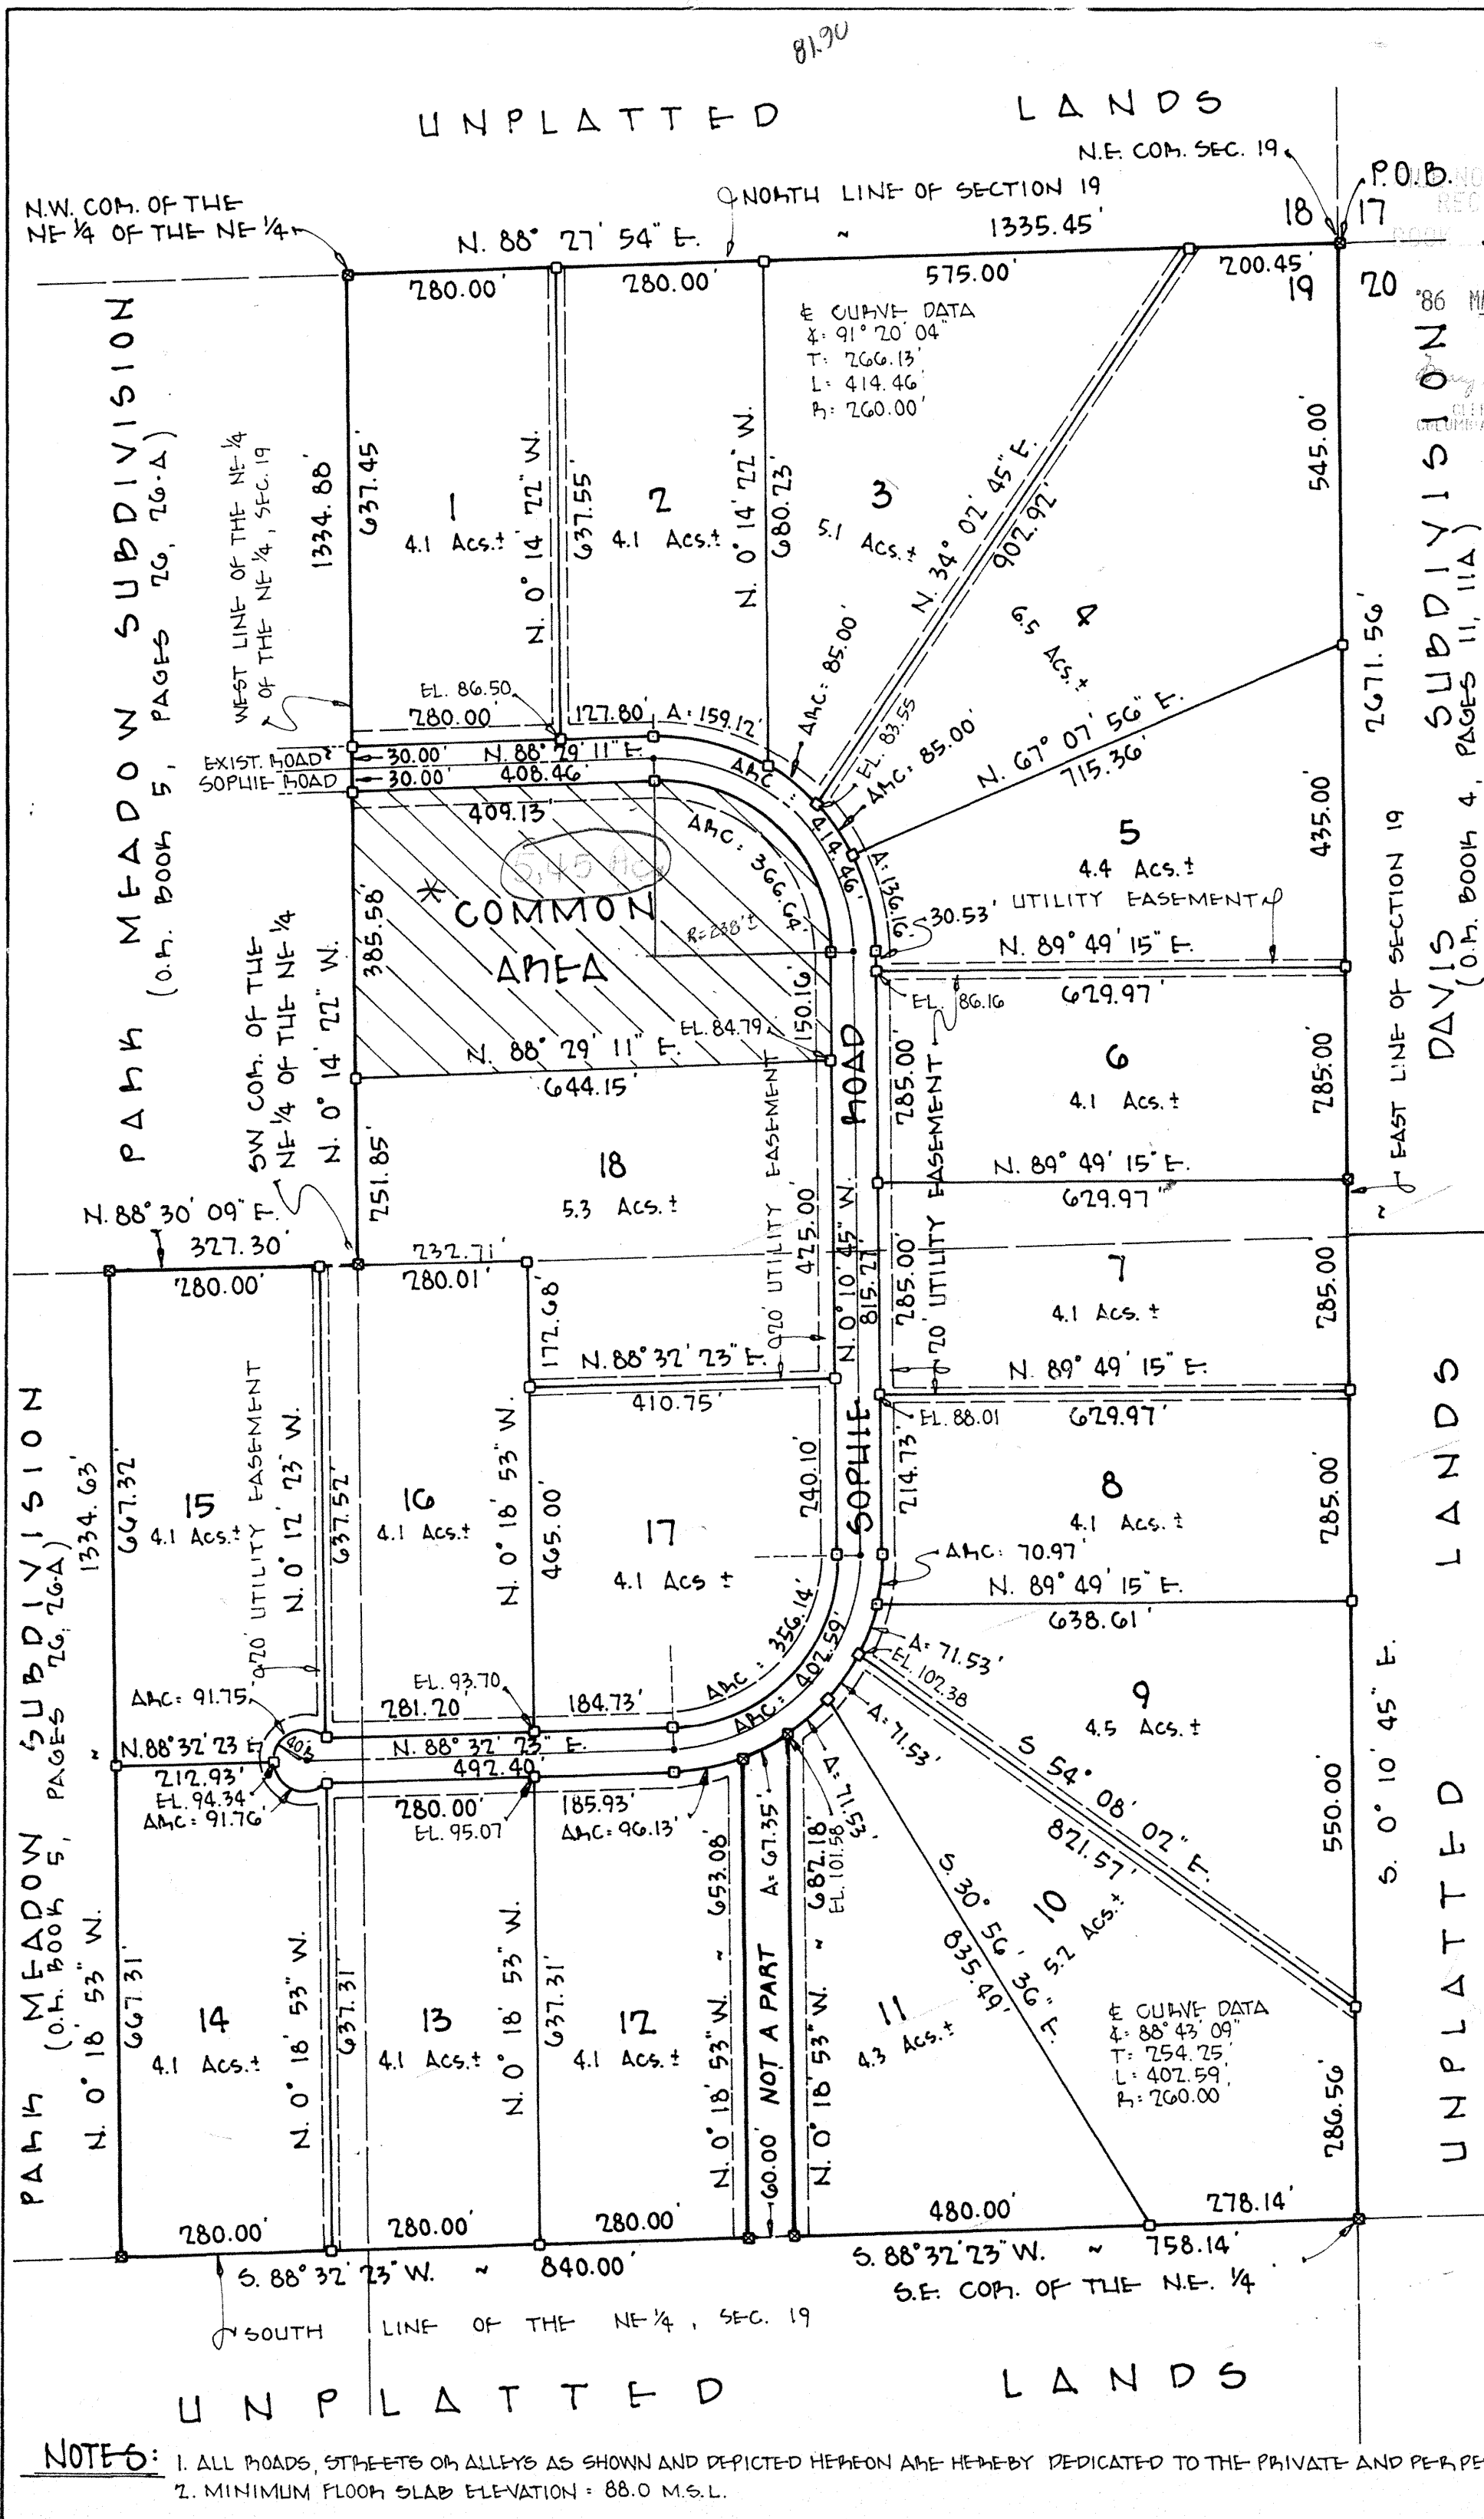 81.90
UNPLATTED LANDS
N.E. COR. SEC. 19
P.O.B.
N.W. COR. OF THE
NE 1/4 OF THE NE 1/4
NORTH LINE OF SECTION 19
18 17
N. 88° 27' 54" E. ~ 1335.45'
280.00' 280.00' 575.00' 200.45'
19 20
'86
₵ CURVE DATA
∡: 91° 20' 04"
T: 266.13'
L: 414.46'
R: 260.00'
PARK MEADOW SUBDIVISION
(O.R. BOOK 5, PAGES 26, 26-A)
WEST LINE OF THE NE 1/4
OF THE NE 1/4, SEC. 19
1334.88'
637.45'
1
4.1 Acs.±
N. 0° 14' 22" W.
637.55'
2
4.1 Acs.±
N. 0° 14' 22" W.
680.23'
3
5.1 Acs.±
N. 34° 02' 45" E.
902.92'
4
6.5 Acs.±
545.00'
2671.56'
DAVIS SUBDIVISION
(O.R. BOOK 4, PAGES 11, 11A)
EL. 86.50
280.00' 127.80' A: 159.12'
ARC: 85.00'
EL. 83.55
ARC: 85.00'
N. 67° 07' 56" E.
715.36'
EXIST. ROAD
30.00' N. 88° 29' 11" E.
SOPHIE ROAD
30.00' 408.46'
ARC: 414.46'
409.13'
ARC: 366.64'
5.45 Ac.
* COMMON
AREA
R=238'±
385.58'
150.16'
EL. 84.79
N. 88° 29' 11" E.
644.15'
A: 136.16'
5
4.4 Acs.±
435.00'
EAST LINE OF SECTION 19
30.53' UTILITY EASEMENT
N. 89° 49' 15" E.
EL. 86.16
629.97'
285.00'
20' UTILITY EASEMENT
6
4.1 Acs.±
285.00'
N. 89° 49' 15" E.
629.97'
SW COR. OF THE
NE 1/4 OF THE NE 1/4
N. 0° 14' 22" W.
251.85'
18
5.3 Acs.±
20' UTILITY EASEMENT
425.00'
N. 0° 10' 45" W.
815.27'
SOPHIE ROAD
N. 88° 30' 09" E.
327.30'
280.00'
232.71'
280.01'
172.68'
285.00'
7
4.1 Acs.±
285.00
N. 88° 32' 23" E.
410.75'
N. 89° 49' 15" E.
EL. 88.01
629.97'
PARK MEADOW SUBDIVISION
(O.R. BOOK 5, PAGES 26, 26-A)
N. 0° 18' 53" W. ~ 1334.63'
667.32'
15
4.1 Acs.±
20' UTILITY EASEMENT
N. 0° 12' 23" W.
637.52'
16
4.1 Acs.±
N. 0° 18' 53" W.
465.00'
17
4.1 Acs ±
240.10'
214.73'
8
4.1 Acs.±
285.00'
ARC: 70.97'
N. 89° 49' 15" E.
638.61'
ARC: 356.14'
ARC: 402.59'
A: 71.53'
EL. 102.38
9
4.5 Acs.±
S 54° 08' 02" E.
821.57'
550.00'
S. 0° 10' 45" E.
UNPLATTED LANDS
ARC: 91.75'
EL. 93.70
281.20' 184.73'
N. 88° 32' 23 E.
N. 88° 32' 23" E.
212.93'
492.40'
EL. 94.34
ARC: 91.76'
280.00' 185.93'
EL. 95.07
ARC: 96.13'
A: 71.53'
A: 71.53'
A: 67.35'
EL. 101.58
667.31'
14
4.1 Acs.±
N. 0° 18' 53" W.
637.31'
13
4.1 Acs.±
N. 0° 18' 53" W.
637.31'
12
4.1 Acs.±
N. 0° 18' 53" W. ~ 653.08'
60.00' NOT A PART
N. 0° 18' 53" W. ~ 682.18'
11
4.3 Acs.±
S. 30° 56' 36" E.
835.49'
10
5.2 Acs.±
₵ CURVE DATA
∡: 88° 43' 09"
T: 254.25'
L: 402.59'
R: 260.00
286.56'
280.00' 280.00' 280.00' 480.00' 278.14'
S. 88° 32' 23" W. ~ 840.00'
S. 88° 32' 23" W. ~ 758.14'
S.E. COR. OF THE N.E. 1/4
SOUTH LINE OF THE NE 1/4, SEC. 19
UNPLATTED LANDS
NOTES: 1. ALL ROADS, STREETS OR ALLEYS AS SHOWN AND DEPICTED HEREON ARE HEREBY DEDICATED TO THE PRIVATE AND PERPE
2. MINIMUM FLOOR SLAB ELEVATION = 88.0 M.S.L.